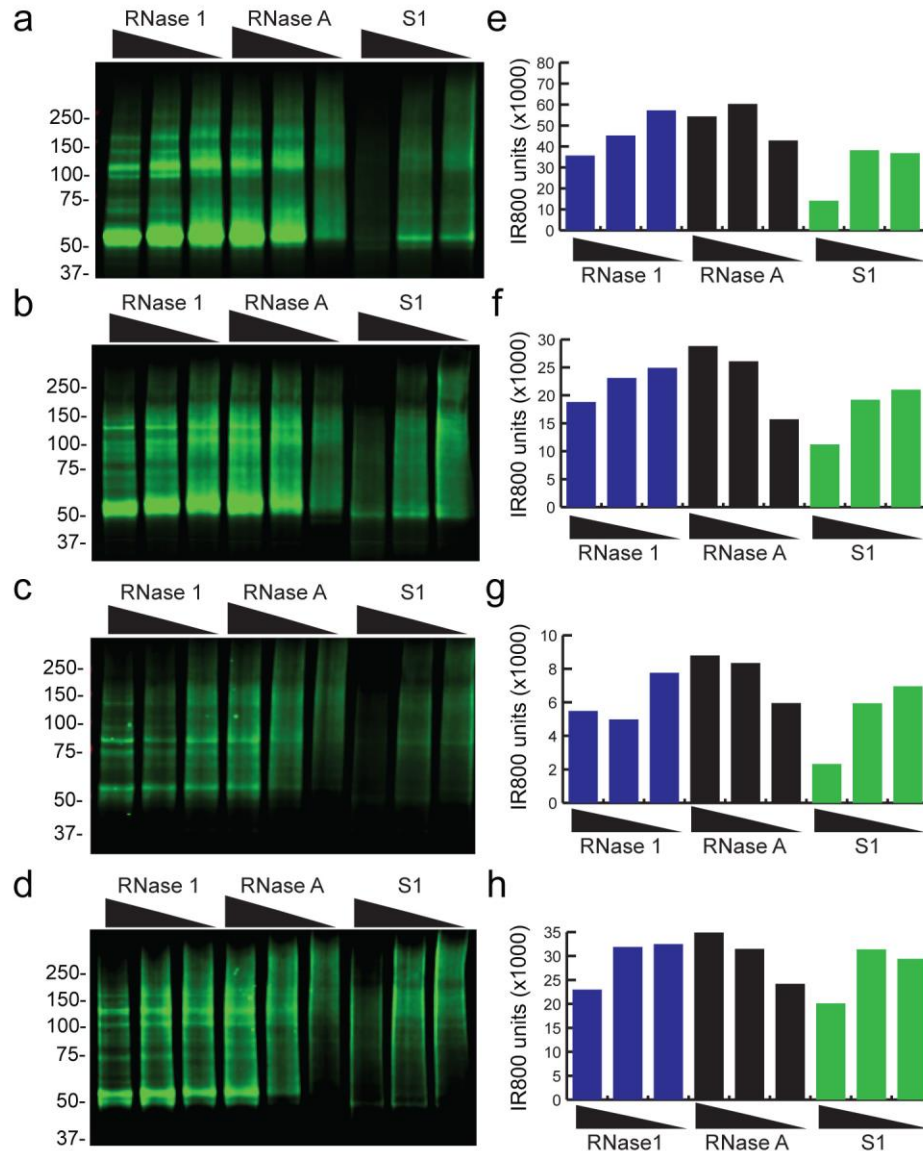 a
RNase 1 RNase A S1
250-
150-
100-
75-
50-
37-
e
IR800 units (x1000)
80
70
60
50
40
30
20
10
0
RNase 1 RNase A S1
b
RNase 1 RNase A S1
250-
150-
100-
75-
50-
37-
f
IR800 units (x1000)
30
25
20
15
10
5
0
RNase 1 RNase A S1
c
RNase 1 RNase A S1
250-
150-
100-
75-
50-
37-
g
IR800 units (x1000)
10
8
6
4
2
0
RNase 1 RNase A S1
d
RNase 1 RNase A S1
250-
150-
100-
75-
50-
37-
h
IR800 units (x1000)
35
30
25
20
15
10
5
0
RNase1 RNase A S1